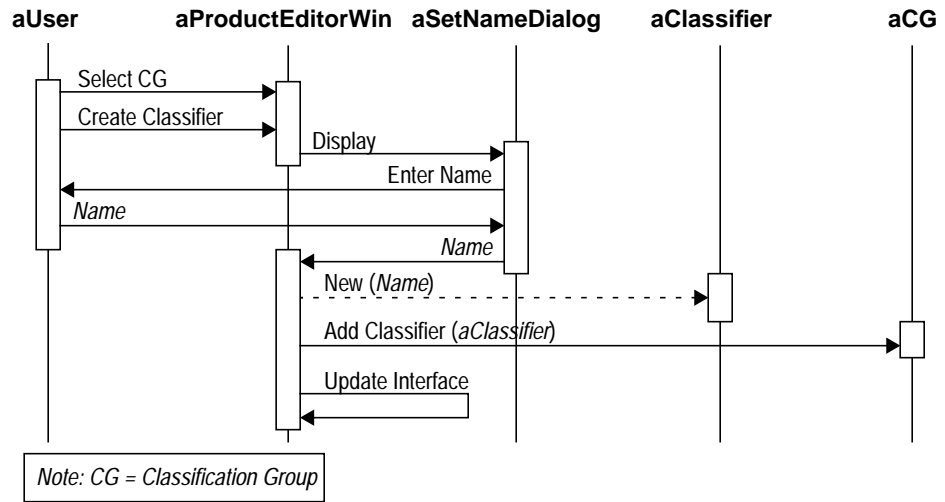 aUser aProductEditorWin aSetNameDialog aClassifier aCG
Select CG
Create Classifier
Display
Enter Name
Name
Name
New (Name)
Add Classifier (aClassifier)
Update Interface
Note: CG = Classification Group